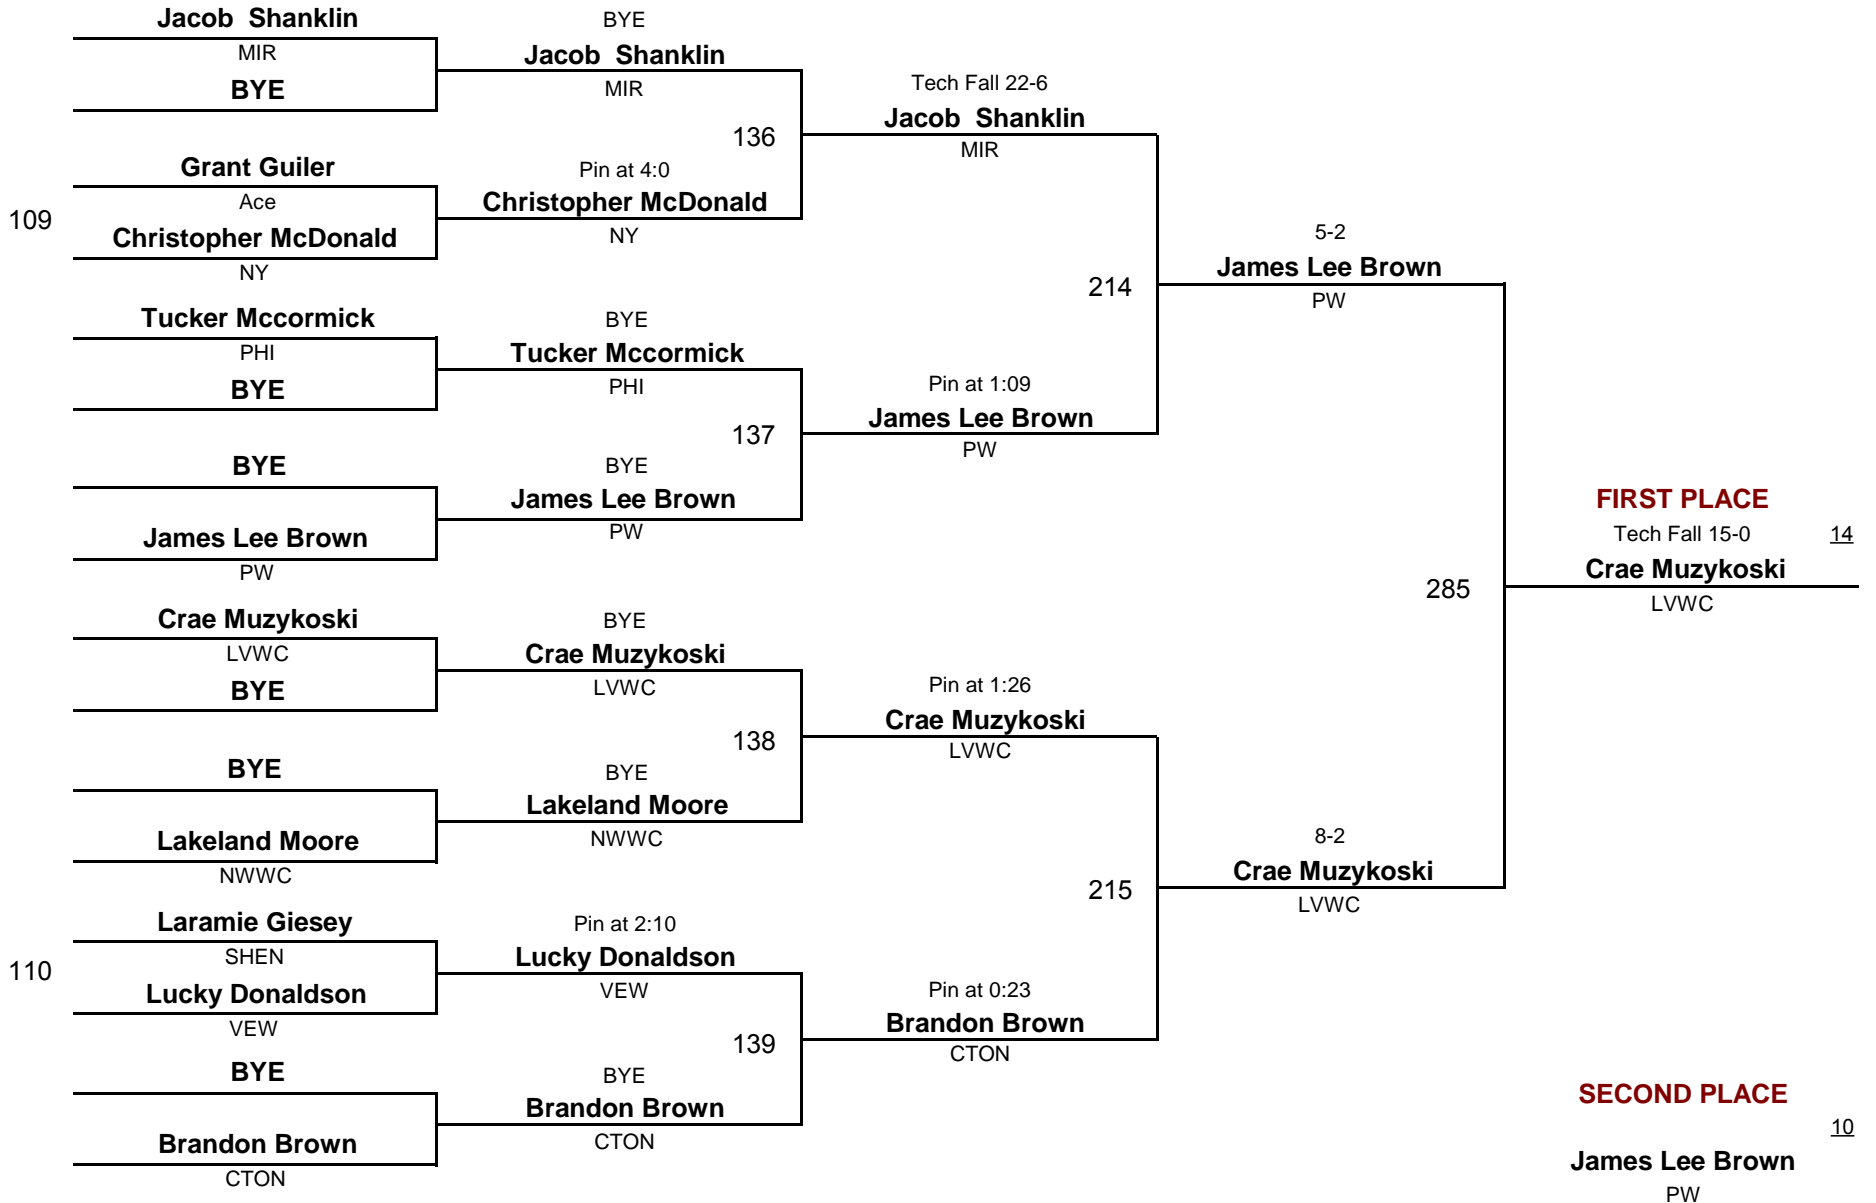 Jacob  Shanklin
MIR
BYE
109
Grant Guiler
Ace
Christopher McDonald
NY
Tucker Mccormick
PHI
BYE
BYE
James Lee Brown
PW
Crae Muzykoski
LVWC
BYE
BYE
Lakeland Moore
NWWC
110
Laramie Giesey
SHEN
Lucky Donaldson
VEW
BYE
Brandon Brown
CTON
BYE
Jacob  Shanklin
MIR
136
Pin at 4:0
Christopher McDonald
NY
BYE
Tucker Mccormick
PHI
137
BYE
James Lee Brown
PW
BYE
Crae Muzykoski
LVWC
138
BYE
Lakeland Moore
NWWC
Pin at 2:10
Lucky Donaldson
VEW
139
BYE
Brandon Brown
CTON
Tech Fall 22-6
Jacob  Shanklin
MIR
214
Pin at 1:09
James Lee Brown
PW
Pin at 1:26
Crae Muzykoski
LVWC
215
Pin at 0:23
Brandon Brown
CTON
5-2
James Lee Brown
PW
285
8-2
Crae Muzykoski
LVWC
FIRST PLACE
Tech Fall 15-0 14
Crae Muzykoski
LVWC
SECOND PLACE
10
James Lee Brown
PW